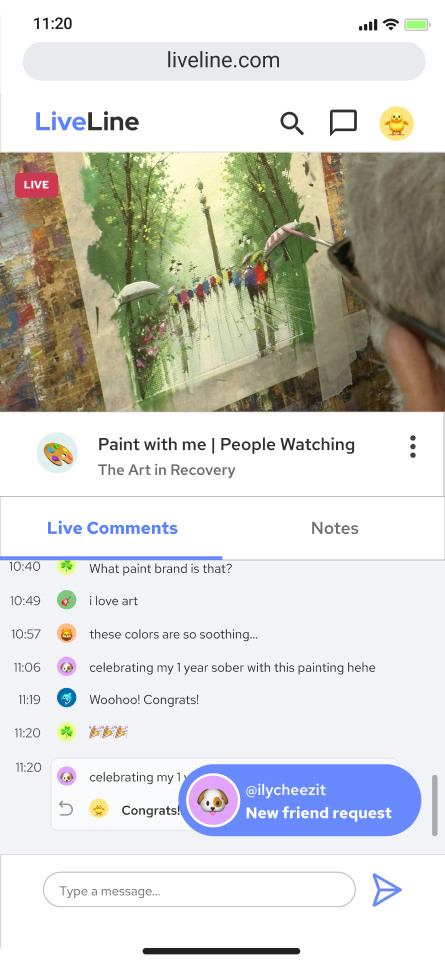 11:20
liveline.com
LiveLine
LIVE
Paint with me | People Watching
The Art in Recovery
Live Comments
Notes
10:40 What paint brand is that?
10:49 i love art
10:57 these colors are so soothing...
11:06 celebrating my 1 year sober with this painting hehe
11:19 Woohoo! Congrats!
11:20 🎉🎉🎉
11:20 celebrating my 1 y
Congrats!
@ilycheezit
New friend request
Type a message...